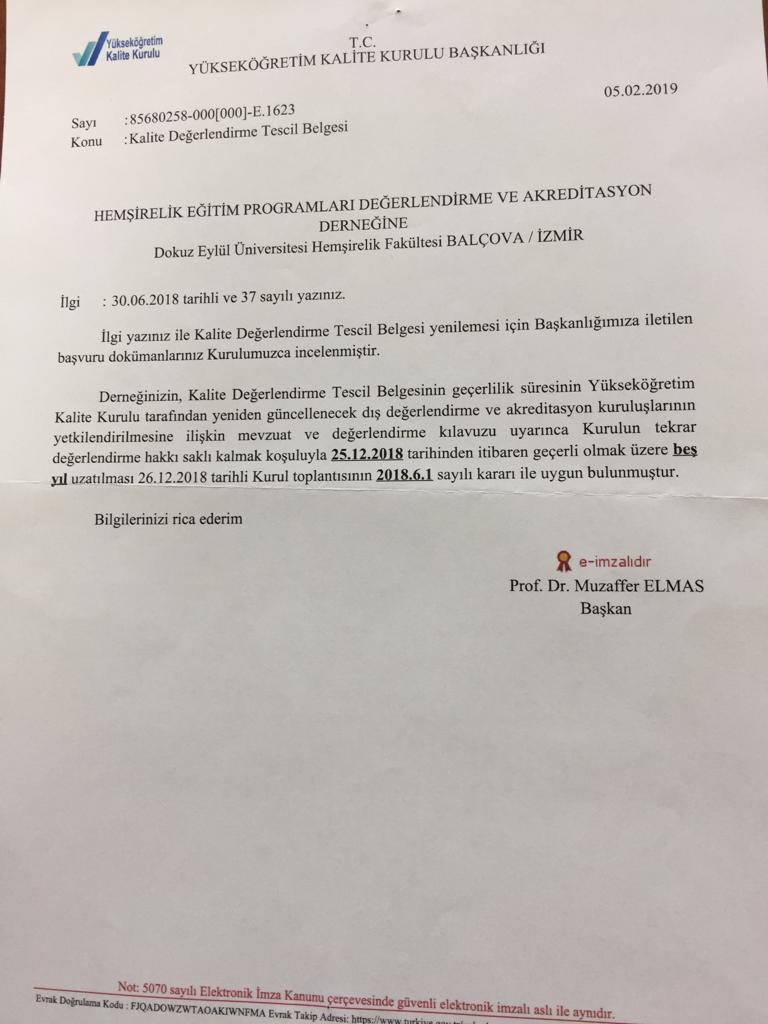 Yükseköğretim
Kalite Kurulu
T.C.
YÜKSEKÖĞRETİM KALİTE KURULU BAŞKANLIĞI
05.02.2019
Sayı :85680258-000[000]-E.1623
Konu :Kalite Değerlendirme Tescil Belgesi
HEMŞİRELİK EĞİTİM PROGRAMLARI DEĞERLENDİRME VE AKREDİTASYON
DERNEĞİNE
Dokuz Eylül Üniversitesi Hemşirelik Fakültesi BALÇOVA / İZMİR
İlgi : 30.06.2018 tarihli ve 37 sayılı yazınız.
İlgi yazınız ile Kalite Değerlendirme Tescil Belgesi yenilemesi için Başkanlığımıza iletilen
başvuru dokümanlarınız Kurulumuzca incelenmiştir.
Derneğinizin, Kalite Değerlendirme Tescil Belgesinin geçerlilik süresinin Yükseköğretim
Kalite Kurulu tarafından yeniden güncellenecek dış değerlendirme ve akreditasyon kuruluşlarının
yetkilendirilmesine ilişkin mevzuat ve değerlendirme kılavuzu uyarınca Kurulun tekrar
değerlendirme hakkı saklı kalmak koşuluyla 25.12.2018 tarihinden itibaren geçerli olmak üzere beş
yıl uzatılması 26.12.2018 tarihli Kurul toplantısının 2018.6.1 sayılı kararı ile uygun bulunmuştur.
Bilgilerinizi rica ederim
e-imzalıdır
Prof. Dr. Muzaffer ELMAS
Başkan
Not: 5070 sayılı Elektronik İmza Kanunu çerçevesinde güvenli elektronik imzalı aslı ile aynıdır.
Evrak Doğrulama Kodu : FJQADOWZWTAOAKIWNFMA Evrak Takip Adresi: https://www.turkiye.gov.tr